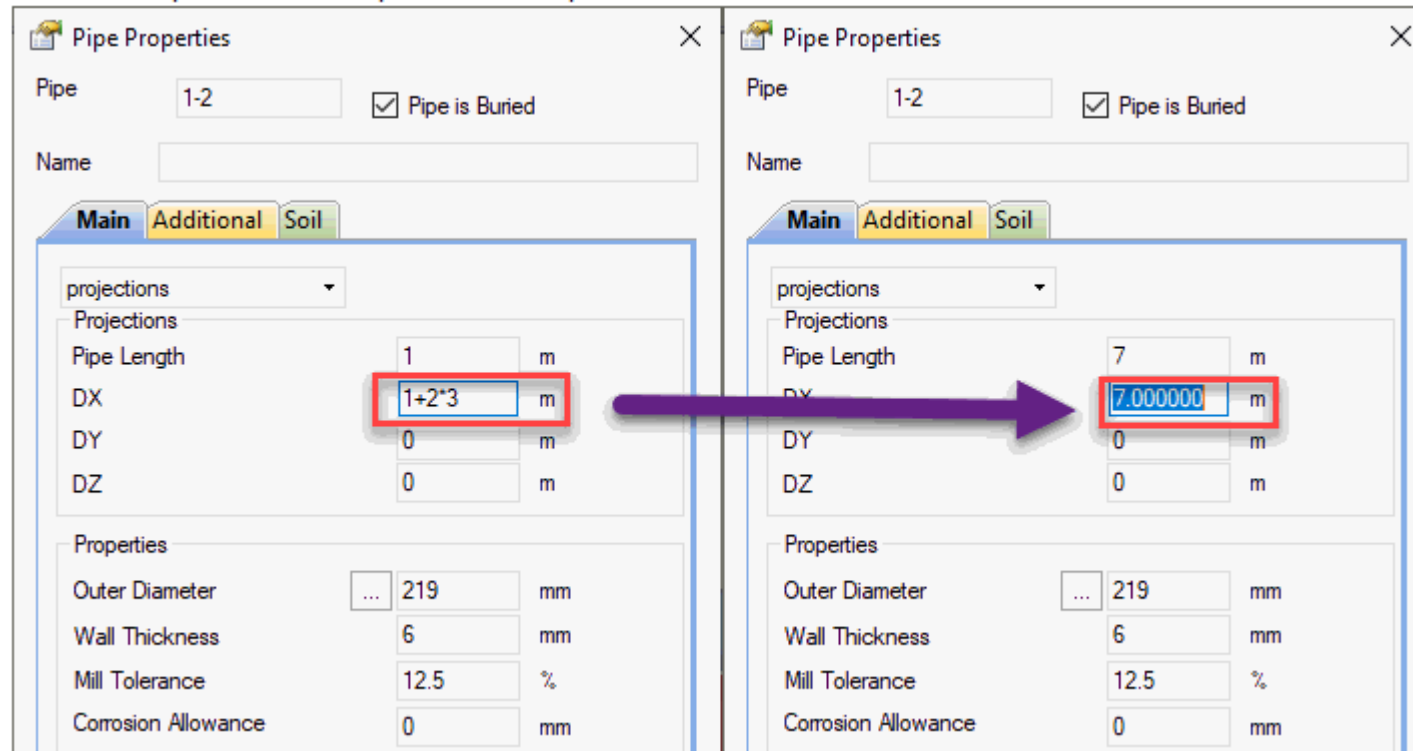 Pipe Properties
Pipe 1-2 Pipe is Buried
Name
Main Additional Soil
projections
Projections
Pipe Length 1 m
DX 1+2*3 m
DY 0 m
DZ 0 m
Properties
Outer Diameter ... 219 mm
Wall Thickness 6 mm
Mill Tolerance 12.5 %
Corrosion Allowance 0 mm
Pipe Properties
Pipe 1-2 Pipe is Buried
Name
Main Additional Soil
projections
Projections
Pipe Length 7 m
DX 7.000000 m
DY 0 m
DZ 0 m
Properties
Outer Diameter ... 219 mm
Wall Thickness 6 mm
Mill Tolerance 12.5 %
Corrosion Allowance 0 mm